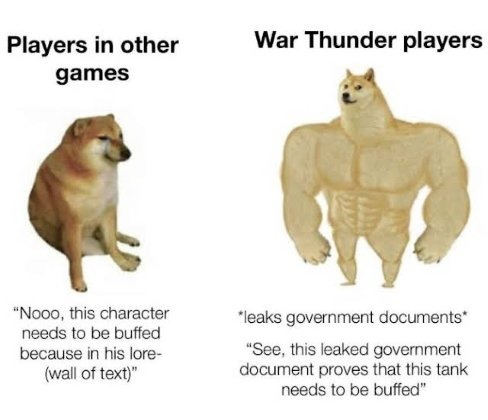 Players in other
games
War Thunder players
“Nooo, this character
needs to be buffed
because in his lore-
(wall of text)”
*leaks government documents*
“See, this leaked government
document proves that this tank
needs to be buffed”